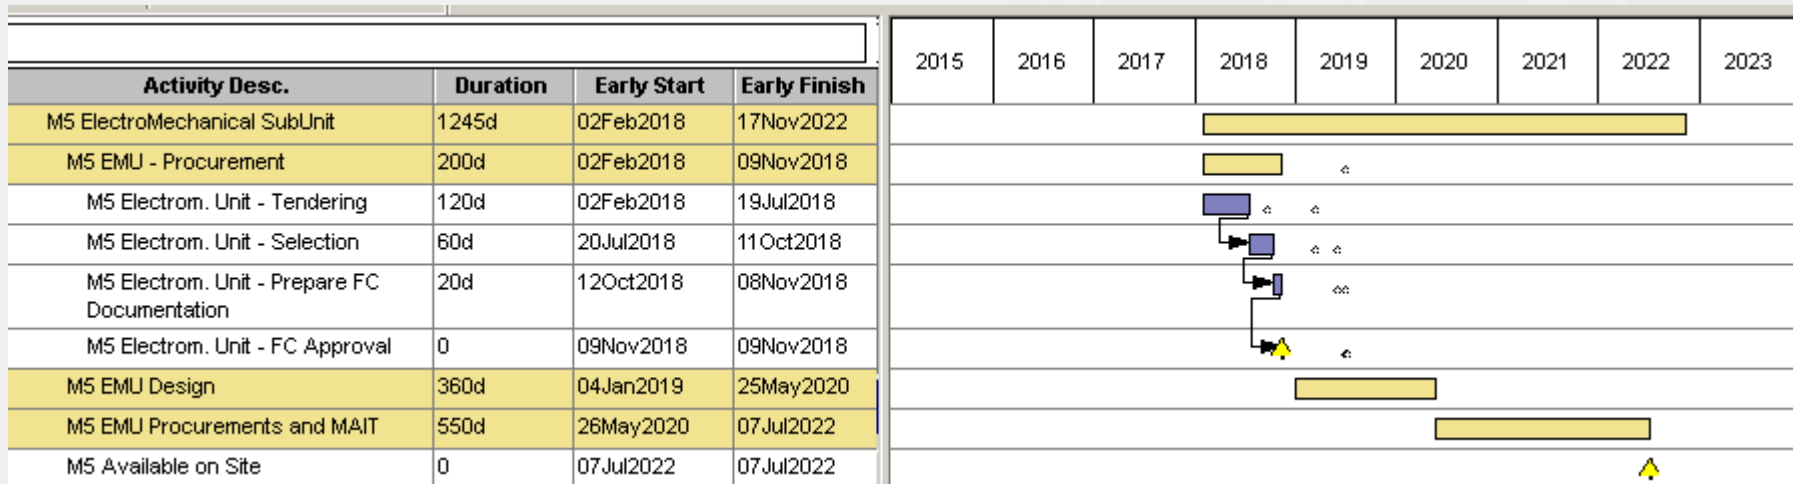 2015 2016 2017 2018 2019 2020 2021 2022 2023
Activity Desc. Duration Early Start Early Finish
M5 ElectroMechanical SubUnit 1245d 02Feb2018 17Nov2022
M5 EMU - Procurement 200d 02Feb2018 09Nov2018
M5 Electrom. Unit - Tendering 120d 02Feb2018 19Jul2018
M5 Electrom. Unit - Selection 60d 20Jul2018 11Oct2018
M5 Electrom. Unit - Prepare FC 20d 12Oct2018 08Nov2018
Documentation
M5 Electrom. Unit - FC Approval 0 09Nov2018 09Nov2018
M5 EMU Design 360d 04Jan2019 25May2020
M5 EMU Procurements and MAIT 550d 26May2020 07Jul2022
M5 Available on Site 0 07Jul2022 07Jul2022